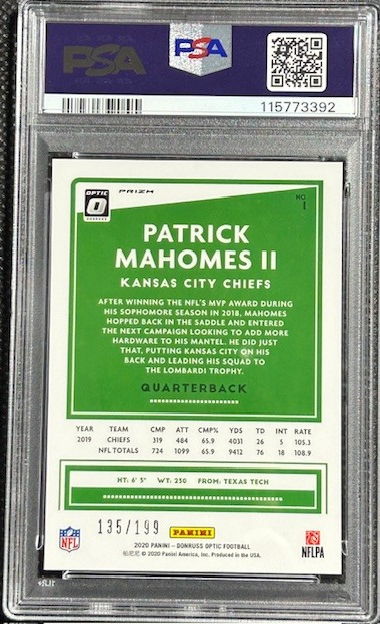 PSA
PSA
115773392
OPTIC
PRIZM
NO
1
PATRICK
MAHOMES II
KANSAS CITY CHIEFS
AFTER WINNING THE NFL'S MVP AWARD DURING
HIS SOPHOMORE SEASON IN 2018, MAHOMES
HOPPED BACK IN THE SADDLE AND ENTERED
THE NEXT CAMPAIGN LOOKING TO ADD MORE
HARDWARE TO HIS MANTEL. HE DID JUST
THAT, PUTTING KANSAS CITY ON HIS
BACK AND LEADING HIS SQUAD TO
THE LOMBARDI TROPHY.
QUARTERBACK
YEAR TEAM CMP ATT CMP% YDS TD INT RATE
2019 CHIEFS 319 484 65.9 4031 26 5 105.3
NFL TOTALS 724 1099 65.9 9412 76 18 108.9
HT: 6' 3" WT: 230 FROM: TEXAS TECH
135/199 PANINI
NFL
NFLPA
2020 PANINI – DONRUSS OPTIC FOOTBALL
帕尼尼 © 2020 Panini America, Inc. Produced in the USA.